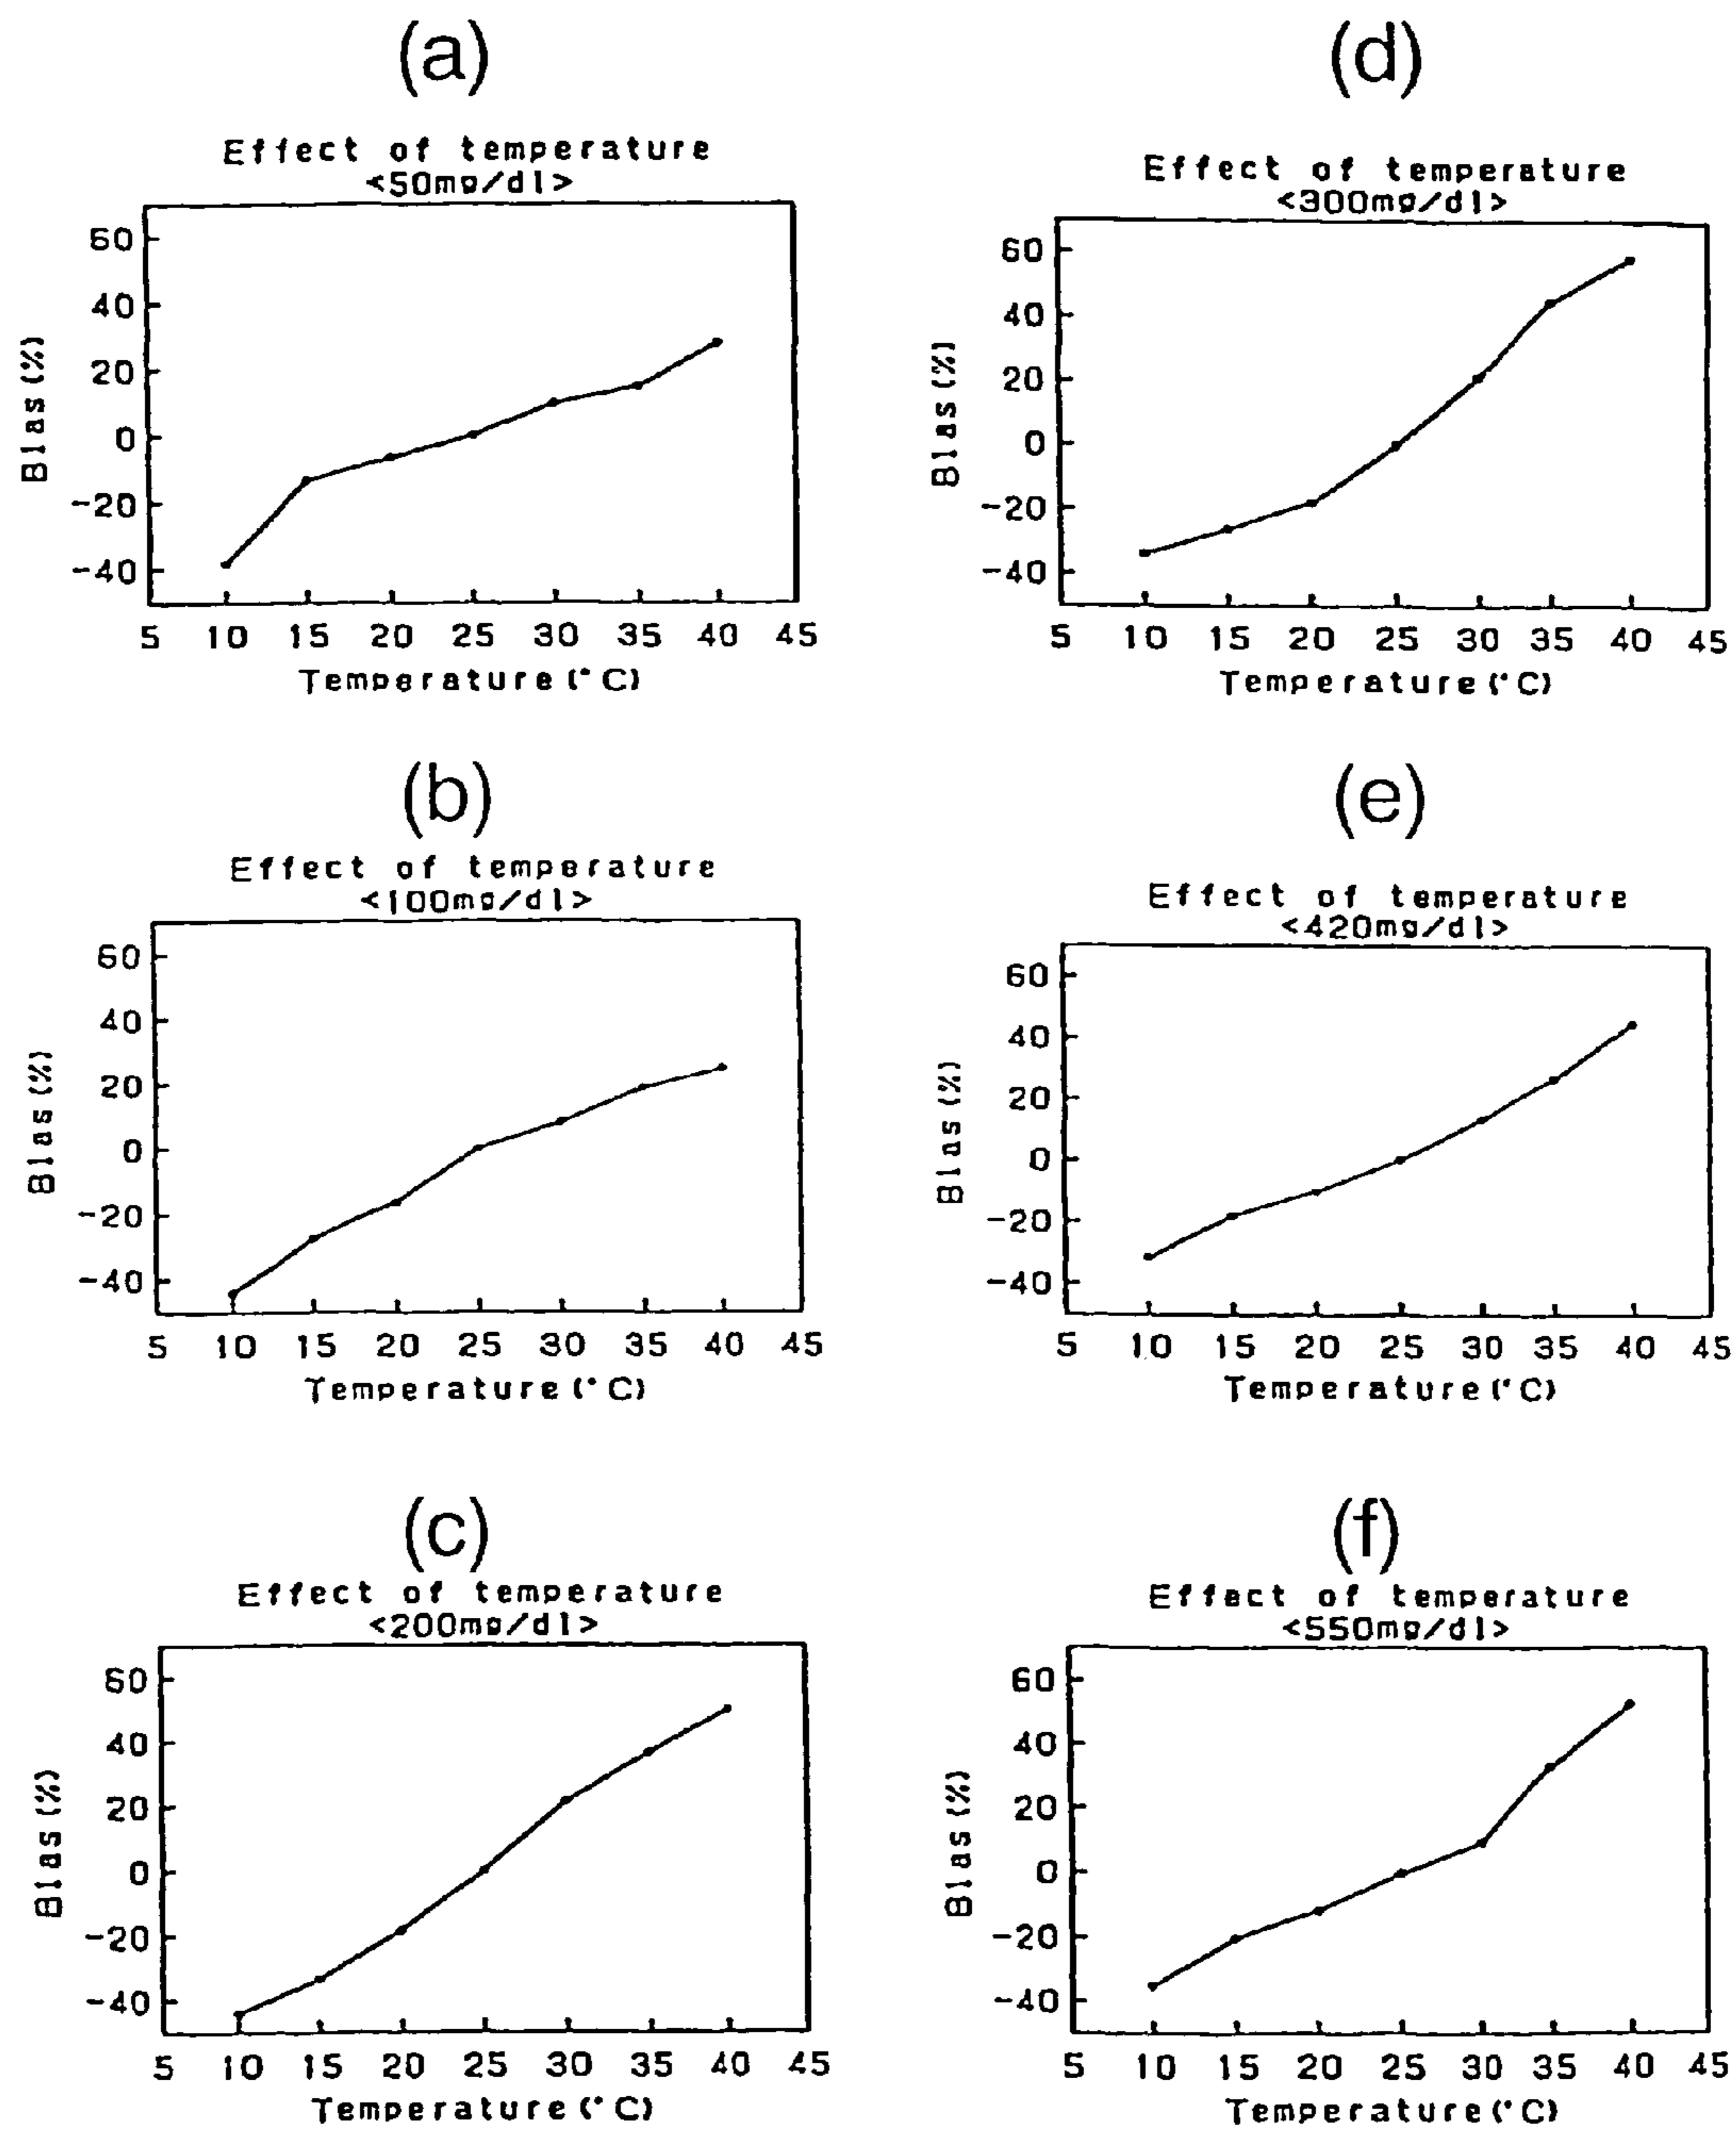 (a)
Effect of temperature
<50mg/dl>
60
40
20
0
-20
-40
Bias (%)
5 10 15 20 25 30 35 40 45
Temperature (°C)
(b)
Effect of temperature
<100mg/dl>
60
40
20
0
-20
-40
Bias (%)
5 10 15 20 25 30 35 40 45
Temperature (°C)
(c)
Effect of temperature
<200mg/dl>
60
40
20
0
-20
-40
Bias (%)
5 10 15 20 25 30 35 40 45
Temperature (°C)
(d)
Effect of temperature
<300mg/dl>
60
40
20
0
-20
-40
Bias (%)
5 10 15 20 25 30 35 40 45
Temperature (°C)
(e)
Effect of temperature
<420mg/dl>
60
40
20
0
-20
-40
Bias (%)
5 10 15 20 25 30 35 40 45
Temperature (°C)
(f)
Effect of temperature
<550mg/dl>
60
40
20
0
-20
-40
Bias (%)
5 10 15 20 25 30 35 40 45
Temperature (°C)